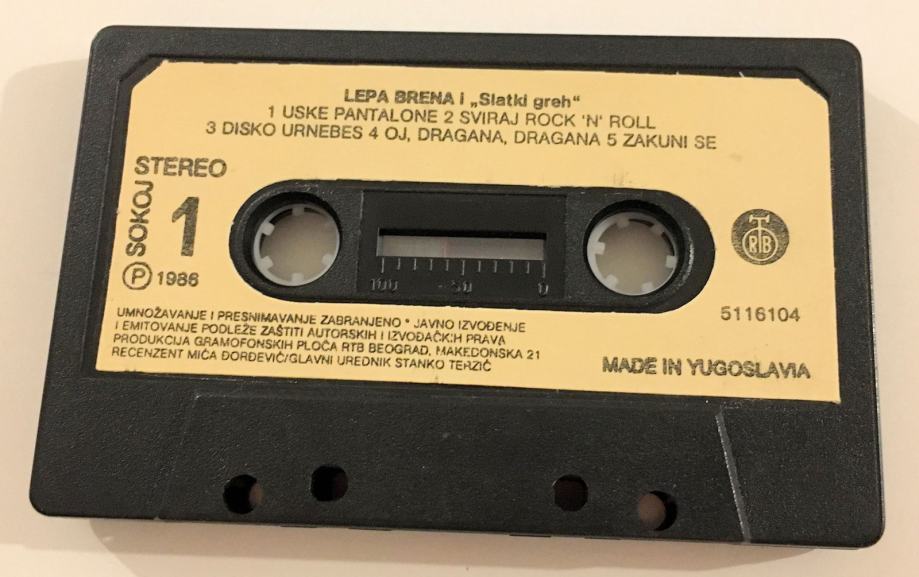 LEPA BRENA i „Slatki greh“
1 USKE PANTALONE 2 SVIRAJ ROCK 'N' ROLL
3 DISKO URNEBES 4 OJ, DRAGANA, DRAGANA 5 ZAKUNI SE
STEREO
SOKOJ
1
RTB
100 - 50 0
Ⓟ 1986
5116104
UMNOŽAVANJE I PRESNIMAVANJE ZABRANJENO * JAVNO IZVOĐENJE
I EMITOVANJE PODLEŽE ZAŠTITI AUTORSKIH I IZVOĐAČKIH PRAVA
PRODUKCIJA GRAMOFONSKIH PLOČA RTB BEOGRAD, MAKEDONSKA 21
RECENZENT MIĆA ĐORĐEVIĆ/GLAVNI UREDNIK STANKO TERZIĆ
MADE IN YUGOSLAVIA